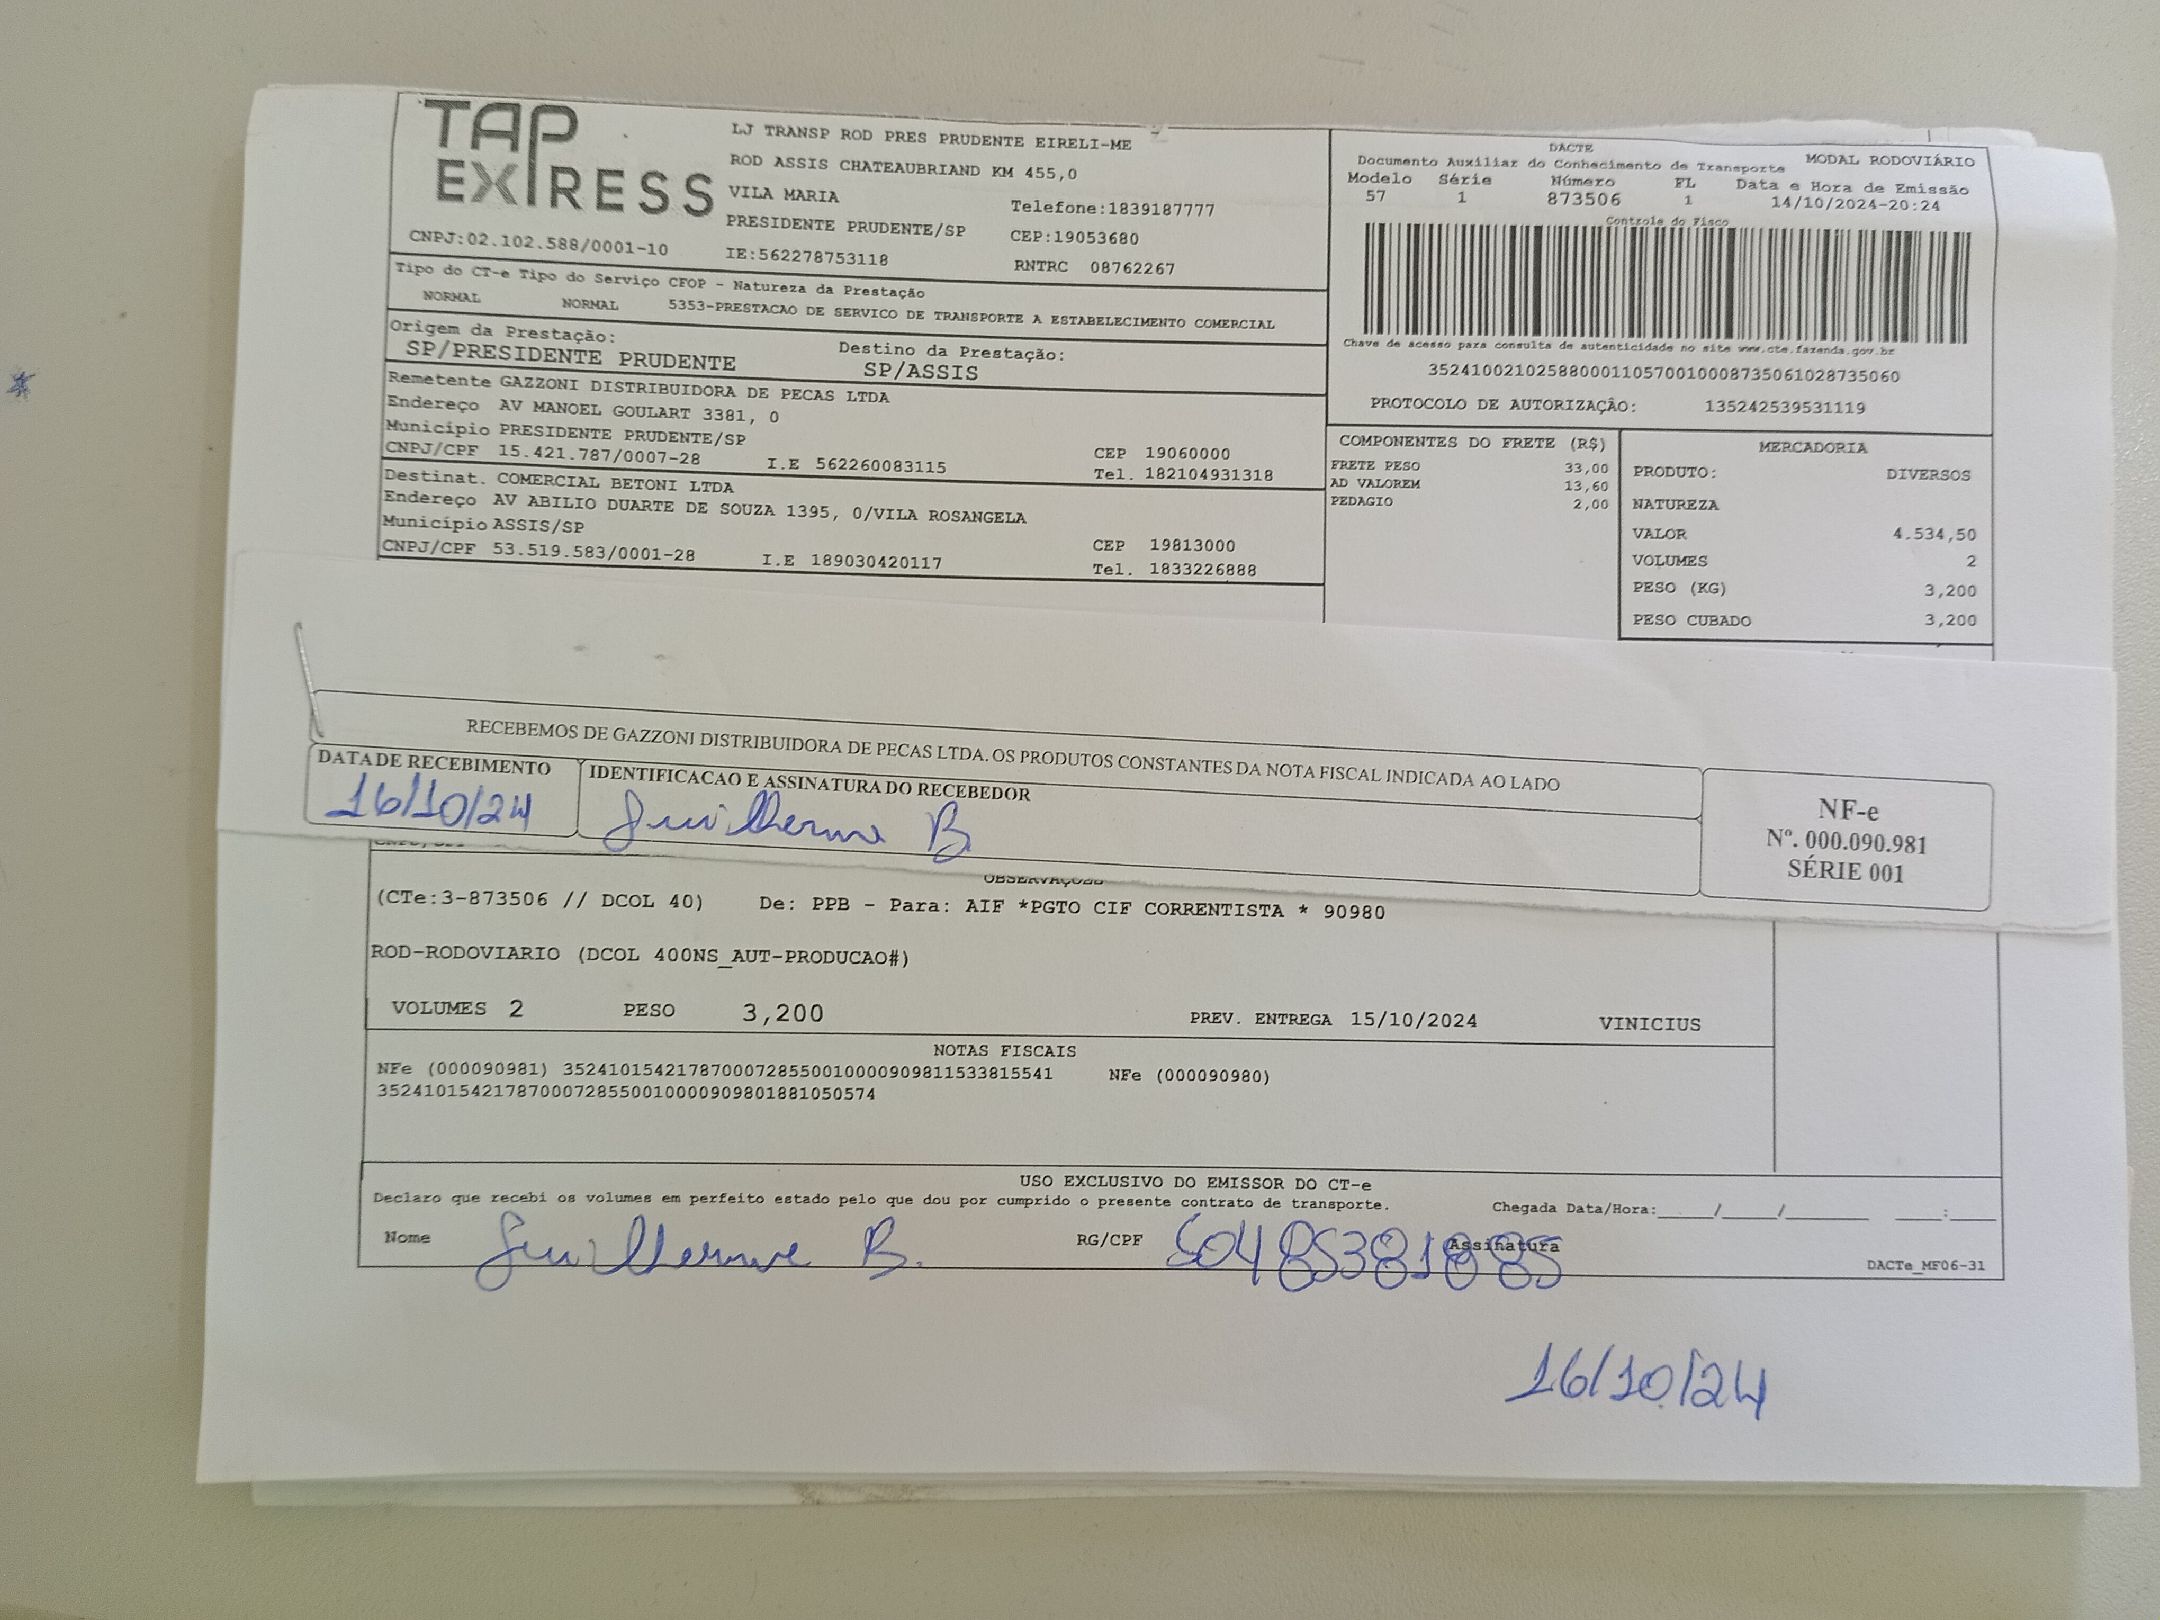 TAP EXPRESS
LJ TRANSP ROD PRES PRUDENTE EIRELI-ME
ROD ASSIS CHATEAUBRIAND KM 455,0
VILA MARIA
Telefone:1839187777
PRESIDENTE PRUDENTE/SP CEP:19053680
CNPJ:02.102.588/0001-10 IE:562278753118 RNTRC 08762267
DACTE
Documento Auxiliar do Conhecimento de Transporte MODAL RODOVIÁRIO
Modelo Série Número FL Data e Hora de Emissão
57 1 873506 1 14/10/2024-20:24
Controle do Fisco
Chave de acesso para consulta de autenticidade no site www.cte.fazenda.gov.br
35241002102588000110570010008735061028735060
PROTOCOLO DE AUTORIZAÇÃO: 135242539531119
Tipo do CT-e Tipo do Serviço CFOP - Natureza da Prestação
NORMAL NORMAL 5353-PRESTACAO DE SERVICO DE TRANSPORTE A ESTABELECIMENTO COMERCIAL
Origem da Prestação: Destino da Prestação:
SP/PRESIDENTE PRUDENTE SP/ASSIS
Remetente GAZZONI DISTRIBUIDORA DE PECAS LTDA
Endereço AV MANOEL GOULART 3381, 0
Município PRESIDENTE PRUDENTE/SP CEP 19060000
CNPJ/CPF 15.421.787/0007-28 I.E 562260083115 Tel. 182104931318
Destinat. COMERCIAL BETONI LTDA
Endereço AV ABILIO DUARTE DE SOUZA 1395, 0/VILA ROSANGELA
Município ASSIS/SP CEP 19813000
CNPJ/CPF 53.519.583/0001-28 I.E 189030420117 Tel. 1833226888
COMPONENTES DO FRETE (R$)
FRETE PESO 33,00
AD VALOREM 13,60
PEDAGIO 2,00
MERCADORIA
PRODUTO: DIVERSOS
NATUREZA
VALOR 4.534,50
VOLUMES 2
PESO (KG) 3,200
PESO CUBADO 3,200
RECEBEMOS DE GAZZONI DISTRIBUIDORA DE PECAS LTDA. OS PRODUTOS CONSTANTES DA NOTA FISCAL INDICADA AO LADO
DATA DE RECEBIMENTO IDENTIFICACAO E ASSINATURA DO RECEBEDOR
16/10/24 Guilherme B.
NF-e
Nº. 000.090.981
SÉRIE 001
OBSERVAÇÕES
(CTe:3-873506 // DCOL 40) De: PPB - Para: AIF *PGTO CIF CORRENTISTA * 90980
ROD-RODOVIARIO (DCOL 400NS_AUT-PRODUCAO#)
VOLUMES 2 PESO 3,200 PREV. ENTREGA 15/10/2024 VINICIUS
NOTAS FISCAIS
NFe (000090981) 35241015421787000728550010000909811533815541 NFe (000090980)
35241015421787000728550010000909801881050574
USO EXCLUSIVO DO EMISSOR DO CT-e
Declaro que recebi os volumes em perfeito estado pelo que dou por cumprido o presente contrato de transporte. Chegada Data/Hora:____/____/______ ____:____
Nome Guilherme B. RG/CPF 50485381885 Assinatura
DACTe_MF06-31
16/10/24